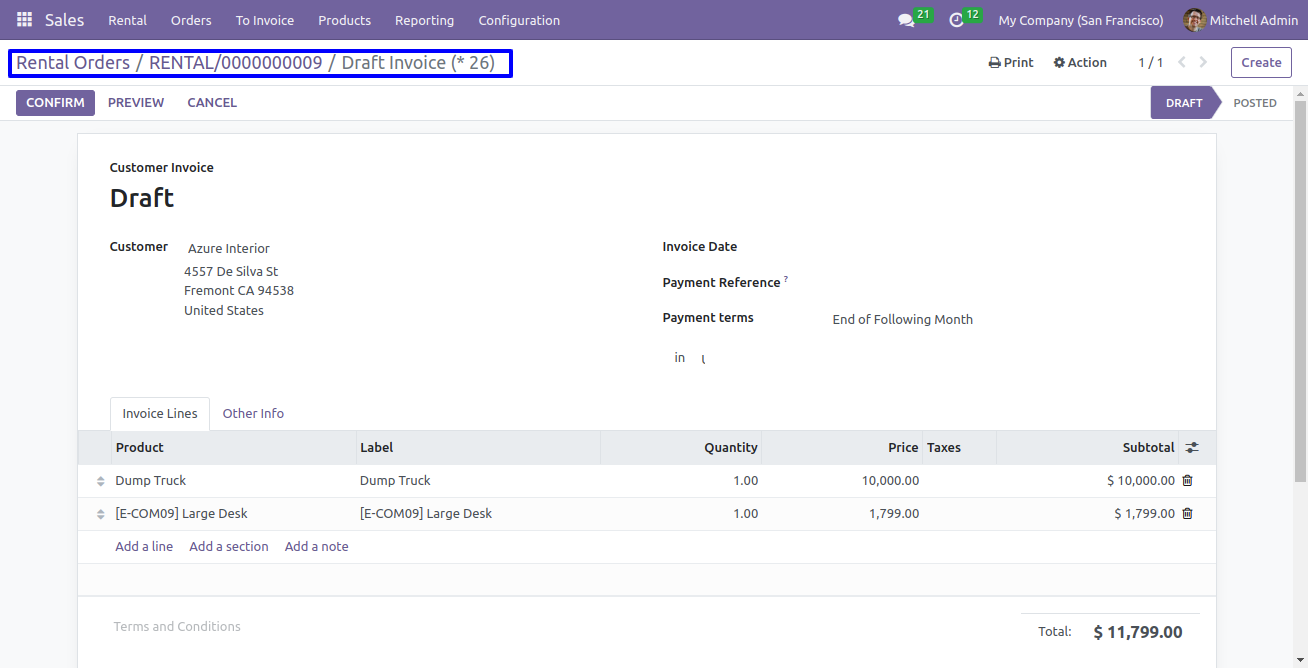 Sales Rental Orders To Invoice Products Reporting Configuration 21 12 My Company (San Francisco) Mitchell Admin
Rental Orders / RENTAL/0000000009 / Draft Invoice (* 26) Print Action 1 / 1 Create
CONFIRM PREVIEW CANCEL DRAFT POSTED
Customer Invoice
Draft
Customer Azure Interior Invoice Date
4557 De Silva St
Fremont CA 94538 Payment Reference ?
United States Payment terms End of Following Month
in
Invoice Lines Other Info
Product Label Quantity Price Taxes Subtotal
Dump Truck Dump Truck 1.00 10,000.00 $ 10,000.00
[E-COM09] Large Desk [E-COM09] Large Desk 1.00 1,799.00 $ 1,799.00
Add a line Add a section Add a note
Terms and Conditions Total: $ 11,799.00